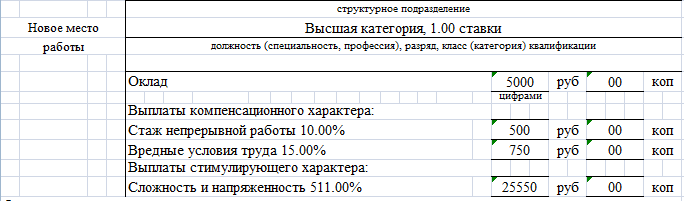 структурное подразделение
Новое место работы
Высшая категория, 1.00 ставки
должность (специальность, профессия), разряд, класс (категория) квалификации
Оклад 5000 руб 00 коп
цифрами
Выплаты компенсационного характера:
Стаж непрерывной работы 10.00% 500 руб 00 коп
Вредные условия труда 15.00% 750 руб 00 коп
Выплаты стимулирующего характера:
Сложность и напряженность 511.00% 25550 руб 00 коп